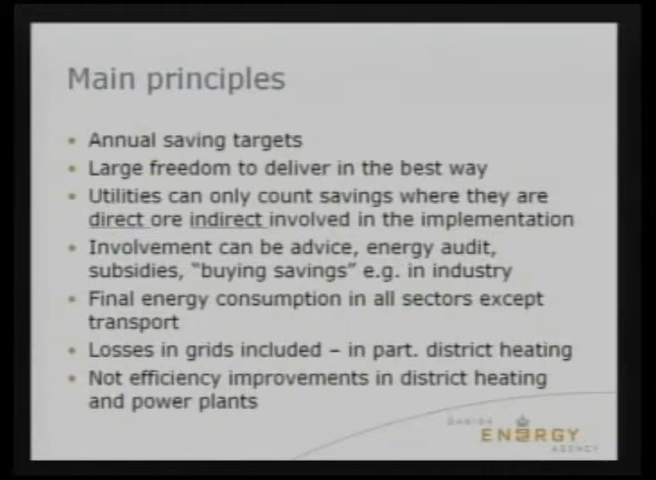 Main principles
• Annual saving targets
• Large freedom to deliver in the best way
• Utilities can only count savings where they are
direct ore indirect involved in the implementation
• Involvement can be advice, energy audit,
subsidies, "buying savings" e.g. in industry
• Final energy consumption in all sectors except
transport
• Losses in grids included – in part. district heating
• Not efficiency improvements in district heating
and power plants
DANISH
ENERGY
AGENCY